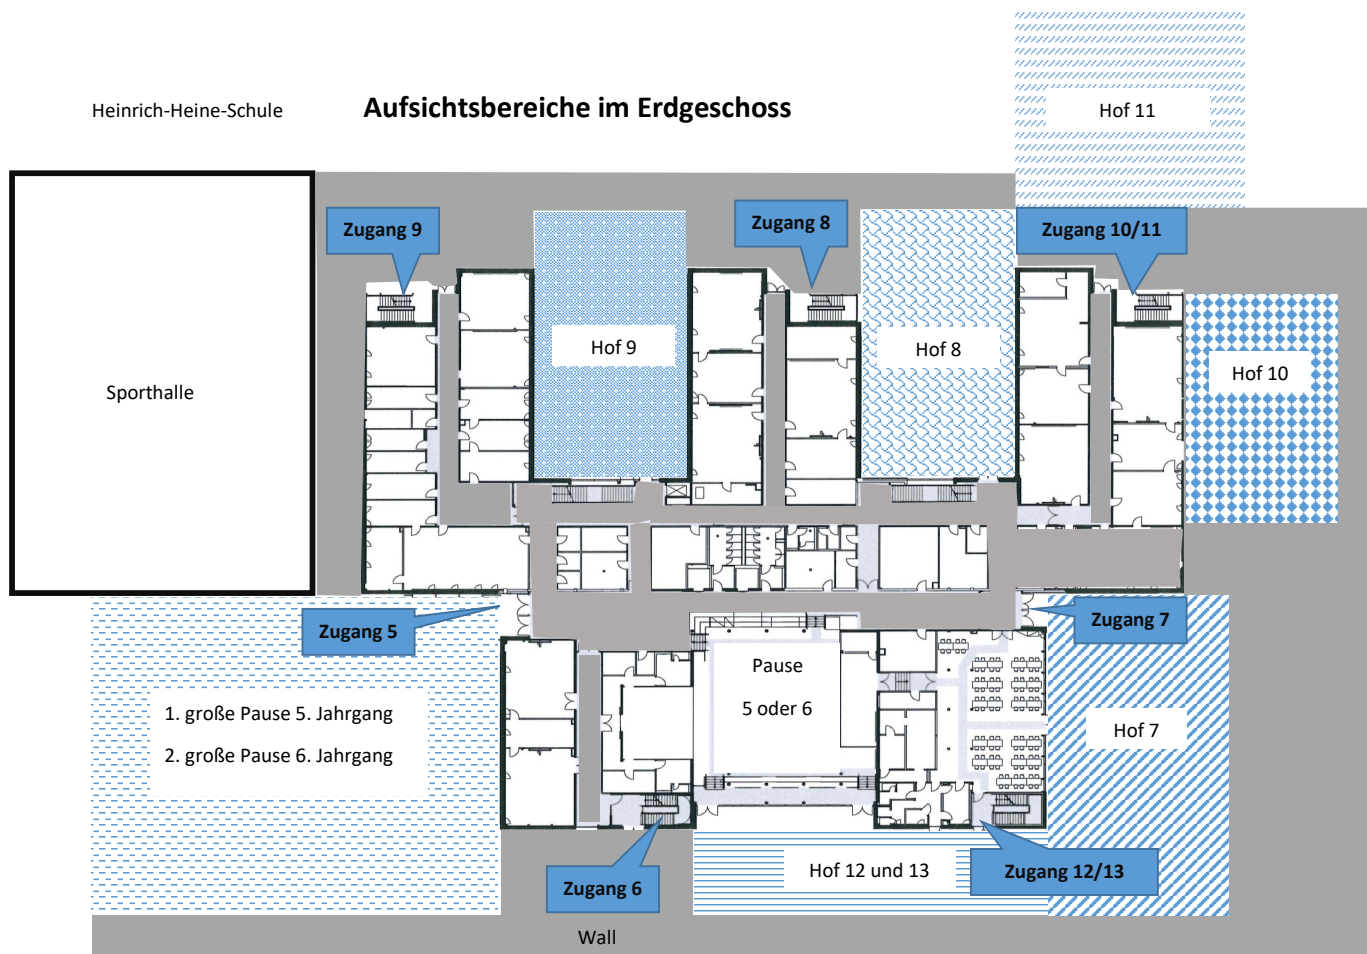 Heinrich-Heine-Schule
Aufsichtsbereiche im Erdgeschoss
Hof 11
Zugang 9
Zugang 8
Zugang 10/11
Hof 9
Hof 8
Hof 10
Sporthalle
Zugang 5
Zugang 7
Pause
5 oder 6
1. große Pause 5. Jahrgang
2. große Pause 6. Jahrgang
Hof 7
Zugang 6
Hof 12 und 13
Zugang 12/13
Wall